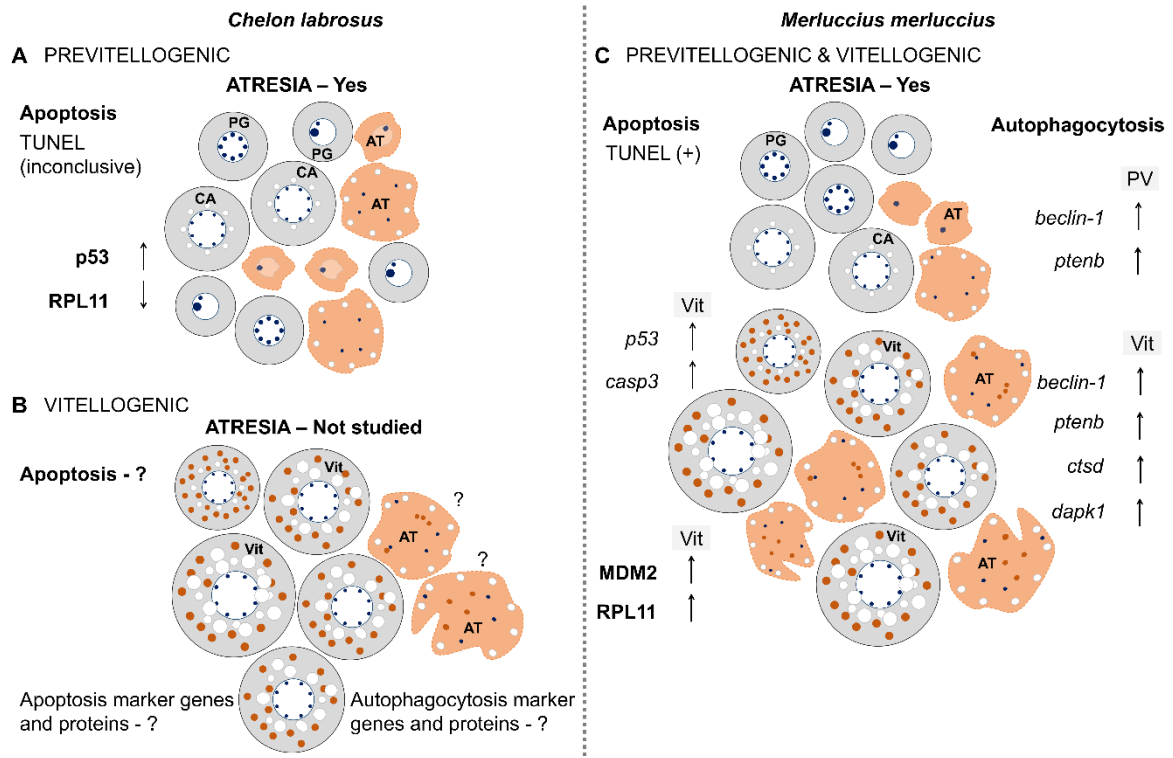 Chelon labrosus
A PREVITELLOGENIC
ATRESIA – Yes
Apoptosis
TUNEL
(inconclusive)
PG
PG
AT
CA
CA
AT
p53 ↑
RPL11 ↓
B VITELLOGENIC
ATRESIA – Not studied
Apoptosis - ?
Vit
?
AT
?
Vit
AT
Apoptosis marker genes
and proteins - ?
Autophagocytosis marker
genes and proteins - ?
Merluccius merluccius
C PREVITELLOGENIC & VITELLOGENIC
ATRESIA – Yes
Apoptosis
TUNEL (+)
Autophagocytosis
PG
AT
CA
PV
beclin-1 ↑
ptenb ↑
Vit
p53 ↑
casp3 ↑
Vit
AT
Vit
beclin-1 ↑
ptenb ↑
ctsd ↑
dapk1 ↑
Vit
MDM2 ↑
RPL11 ↑
Vit
Vit
AT